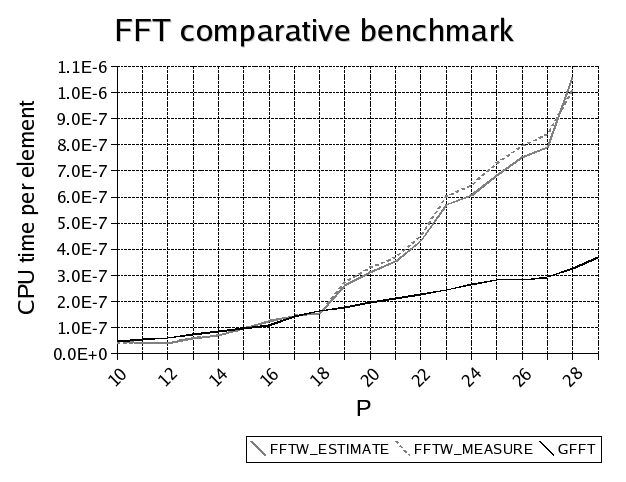 FFT comparative benchmark
CPU time per element
1.1E-6
1.0E-6
9.0E-7
8.0E-7
7.0E-7
6.0E-7
5.0E-7
4.0E-7
3.0E-7
2.0E-7
1.0E-7
0.0E+0
10 12 14 16 18 20 22 24 26 28
P
FFTW_ESTIMATE FFTW_MEASURE GFFT